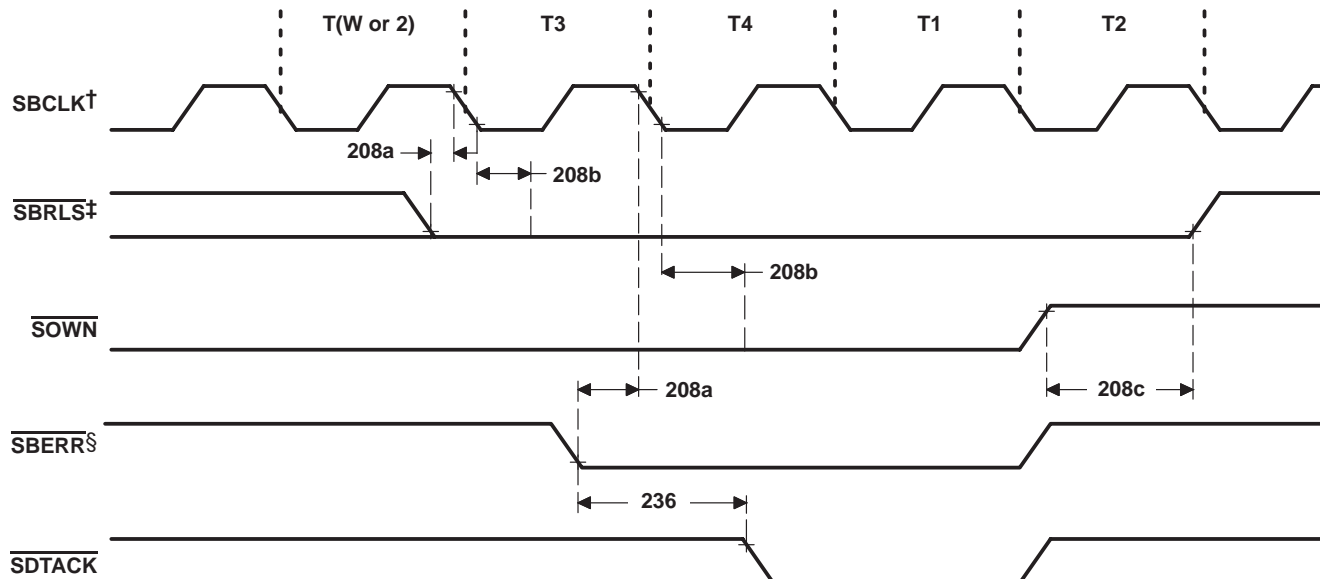 T(W or 2) T3 T4 T1 T2
SBCLK†
208a
208b
SBRLS‡
208b
SOWN
208a
208c
SBERR§
236
SDTACK